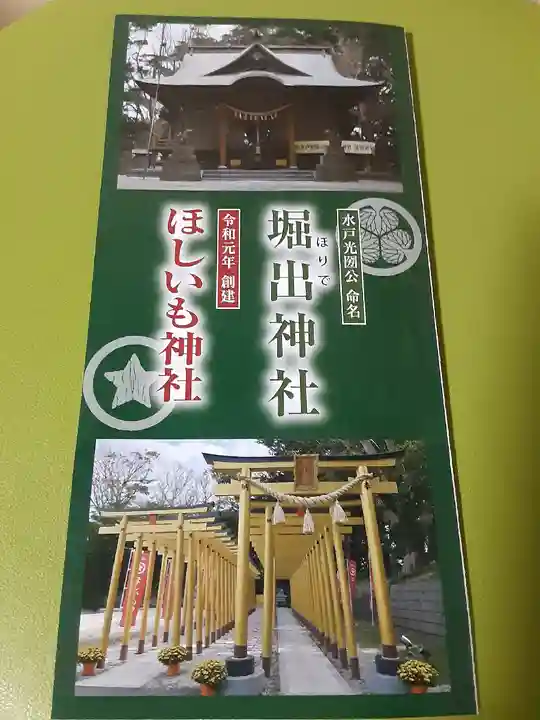 水戸光圀公 命名
堀出神社
ほりで
令和元年 創建
ほしいも神社